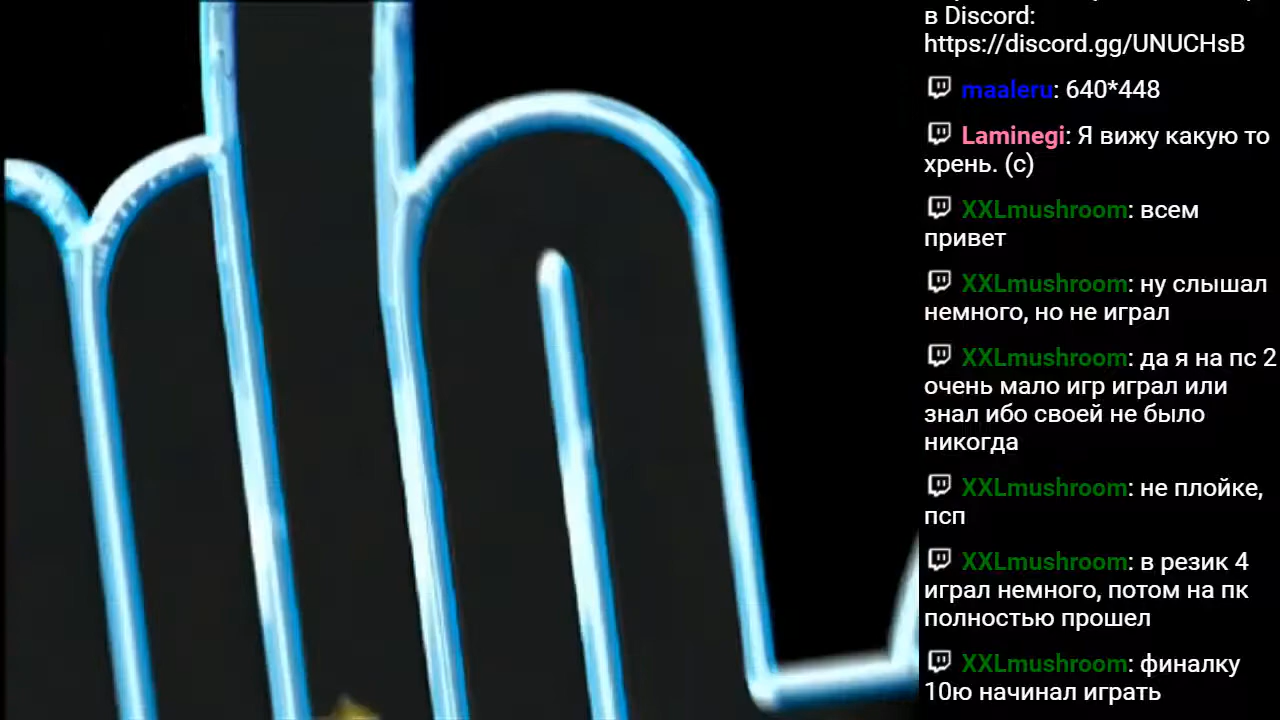 в Discord:
https://discord.gg/UNUCHsB
maaleru: 640*448
Laminegi: Я вижу какую то
хрень. (с)
XXLmushroom: всем
привет
XXLmushroom: ну слышал
немного, но не играл
XXLmushroom: да я на пс 2
очень мало игр играл или
знал ибо своей не было
никогда
XXLmushroom: не плойке,
псп
XXLmushroom: в резик 4
играл немного, потом на пк
полностью прошел
XXLmushroom: финалку
10ю начинал играть